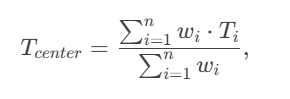 T_{center} = \frac{\sum_{i=1}^{n} w_i \cdot T_i}{\sum_{i=1}^{n} w_i},